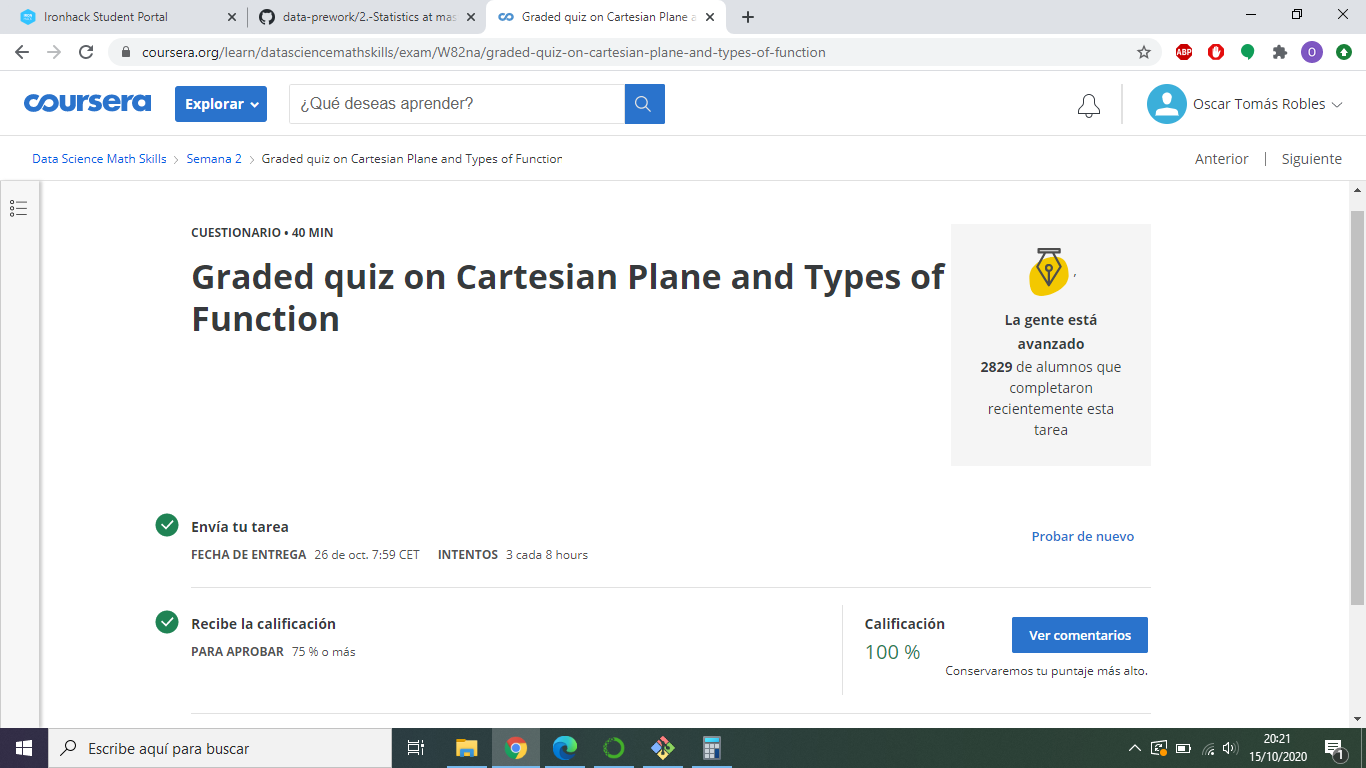 Ironhack Student Portal
data-prework/2.-Statistics at mas
Graded quiz on Cartesian Plane a
coursera.org/learn/datasciencemathskills/exam/W82na/graded-quiz-on-cartesian-plane-and-types-of-function
ABP
O
coursera
Explorar
¿Qué deseas aprender?
Oscar Tomás Robles
Data Science Math Skills
Semana 2
Graded quiz on Cartesian Plane and Types of Function
Anterior | Siguiente
CUESTIONARIO • 40 MIN
Graded quiz on Cartesian Plane and Types of
Function
,
La gente está
avanzado
2829 de alumnos que
completaron
recientemente esta
tarea
Envía tu tarea
FECHA DE ENTREGA 26 de oct. 7:59 CET INTENTOS 3 cada 8 hours
Probar de nuevo
Recibe la calificación
PARA APROBAR 75 % o más
Calificación
100 %
Ver comentarios
Conservaremos tu puntaje más alto.
Escribe aquí para buscar
20:21
15/10/2020
1